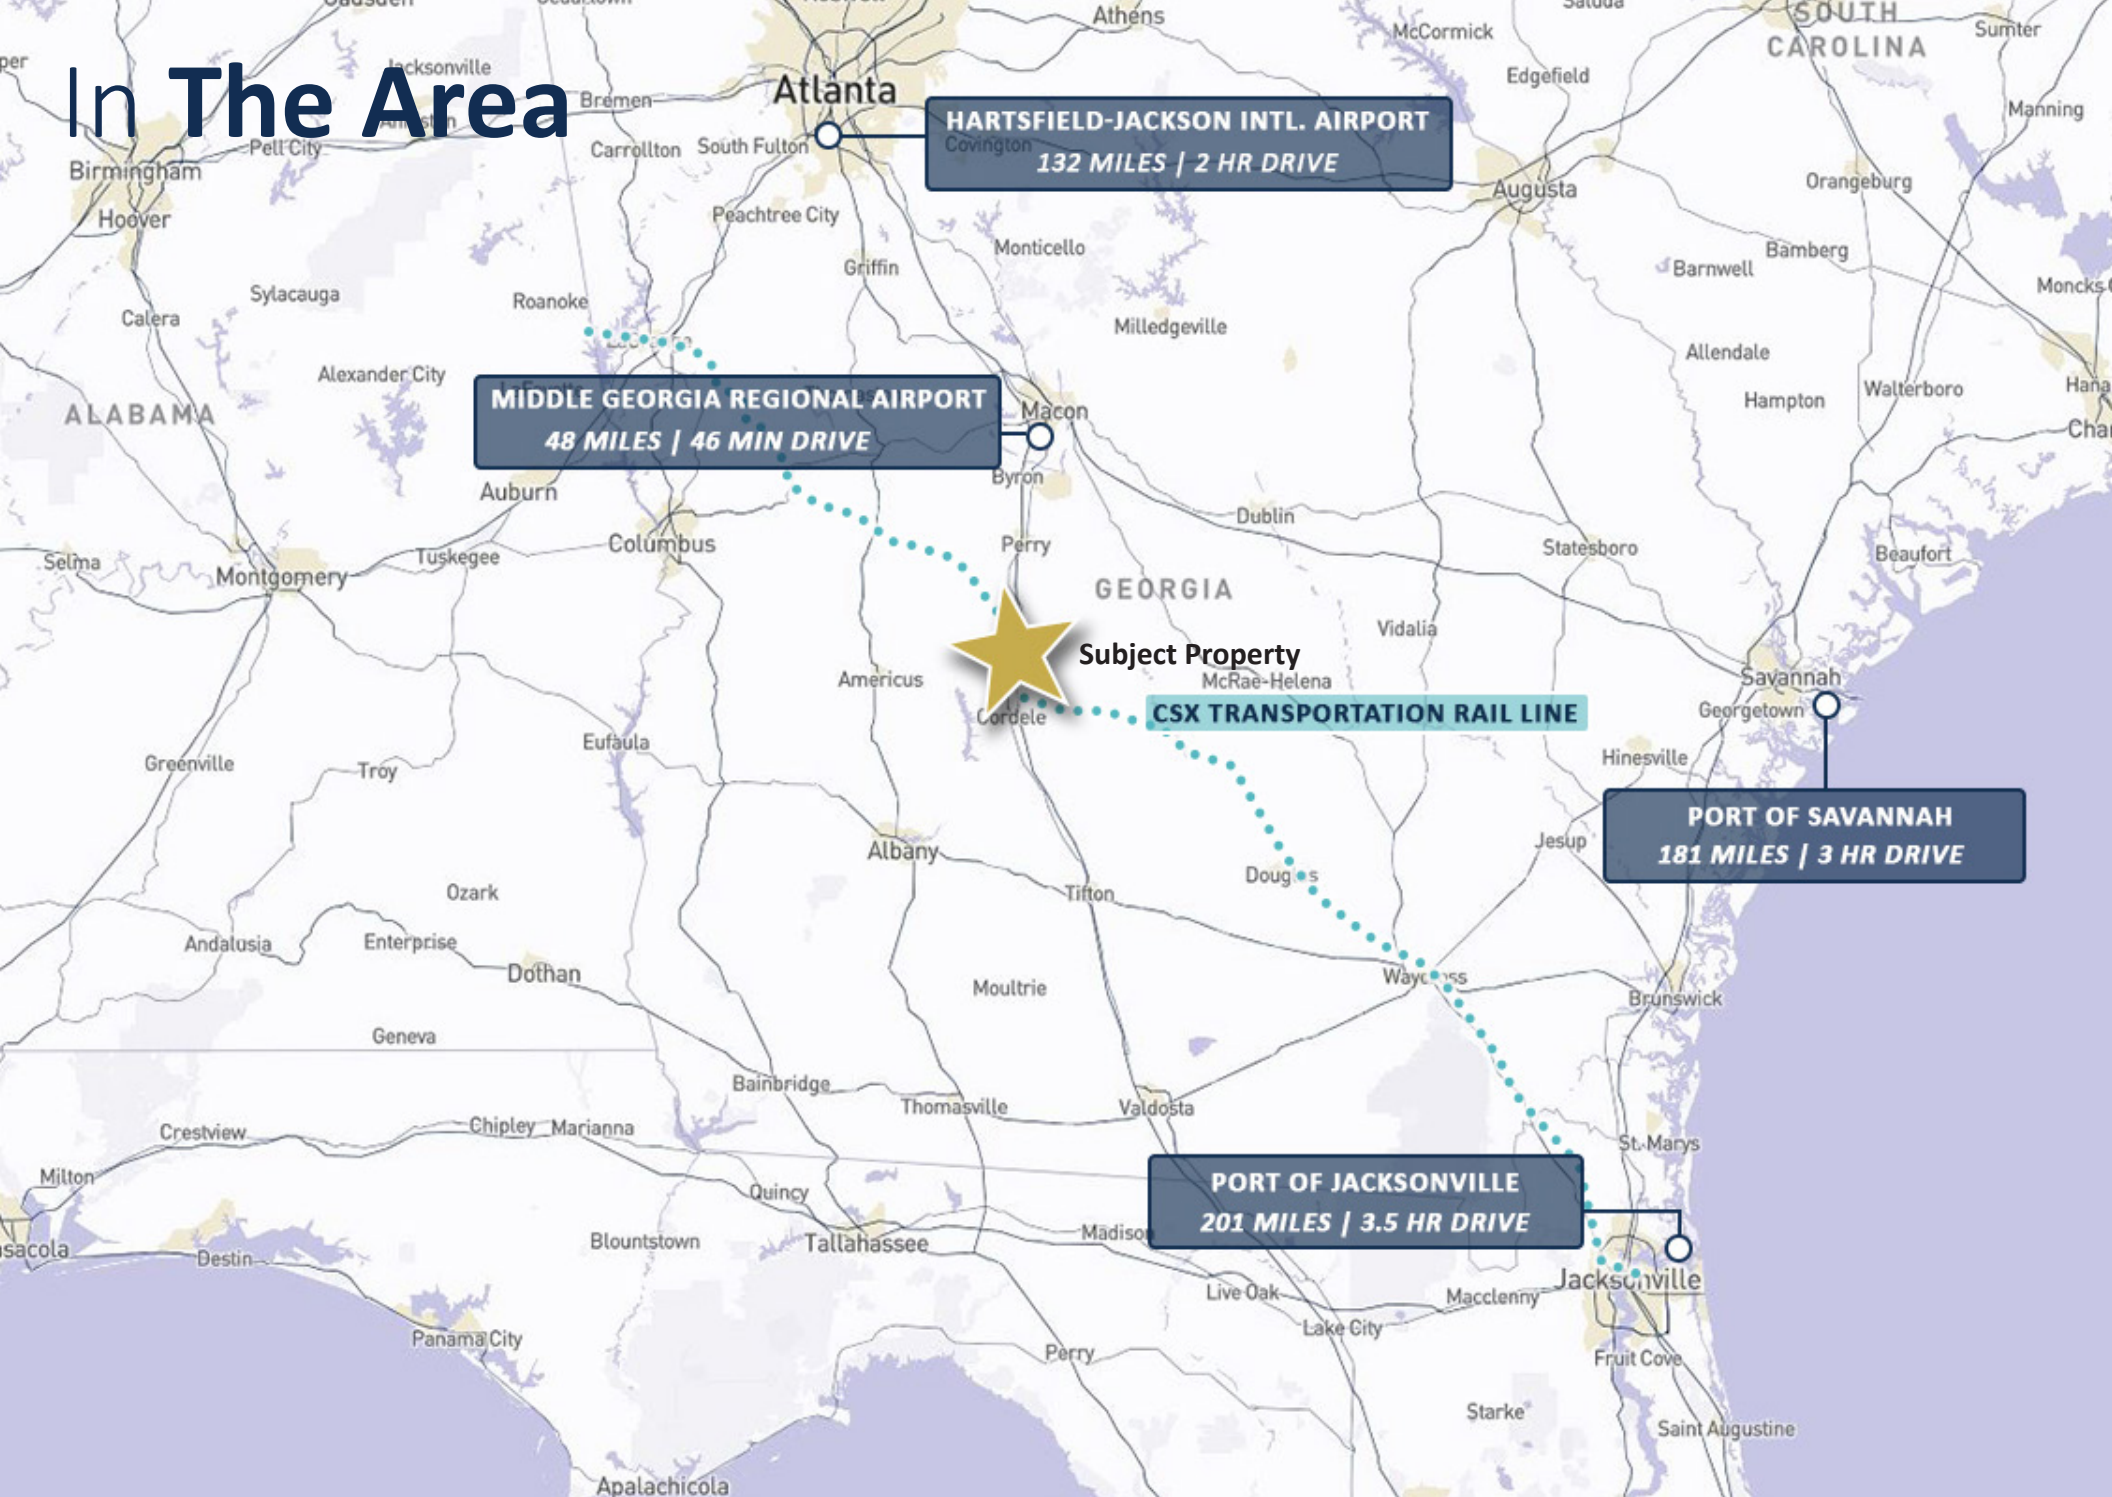 Athens
McCormick
SOUTH
CAROLINA
Sumter
In The Area
Jacksonville
Bremen
Atlanta
Edgefield
Manning
HARTSFIELD-JACKSON INTL. AIRPORT
132 MILES | 2 HR DRIVE
Covington
Pell City
Carrollton
South Fulton
Birmingham
Augusta
Orangeburg
Hoover
Peachtree City
Monticello
Bamberg
Griffin
Barnwell
Sylacauga
Roanoke
Calera
Milledgeville
Allendale
Alexander City
Hampton
Walterboro
ALABAMA
MIDDLE GEORGIA REGIONAL AIRPORT
48 MILES | 46 MIN DRIVE
Macon
Byron
Auburn
Dublin
Columbus
Perry
Statesboro
Beaufort
Selma
Tuskegee
Montgomery
GEORGIA
Vidalia
Subject Property
Americus
McRae-Helena
Savannah
CSX TRANSPORTATION RAIL LINE
Georgetown
Cordele
Eufaula
Hinesville
Greenville
Troy
PORT OF SAVANNAH
181 MILES | 3 HR DRIVE
Jesup
Albany
Douglas
Tifton
Ozark
Andalusia
Enterprise
Dothan
Waycross
Moultrie
Brunswick
Geneva
Bainbridge
Thomasville
Valdosta
Crestview
Chipley
Marianna
St. Marys
Milton
Quincy
PORT OF JACKSONVILLE
201 MILES | 3.5 HR DRIVE
Madison
Blountstown
Tallahassee
Destin
Jacksonville
Live Oak
Macclenny
Lake City
Panama City
Perry
Fruit Cove
Starke
Saint Augustine
Apalachicola